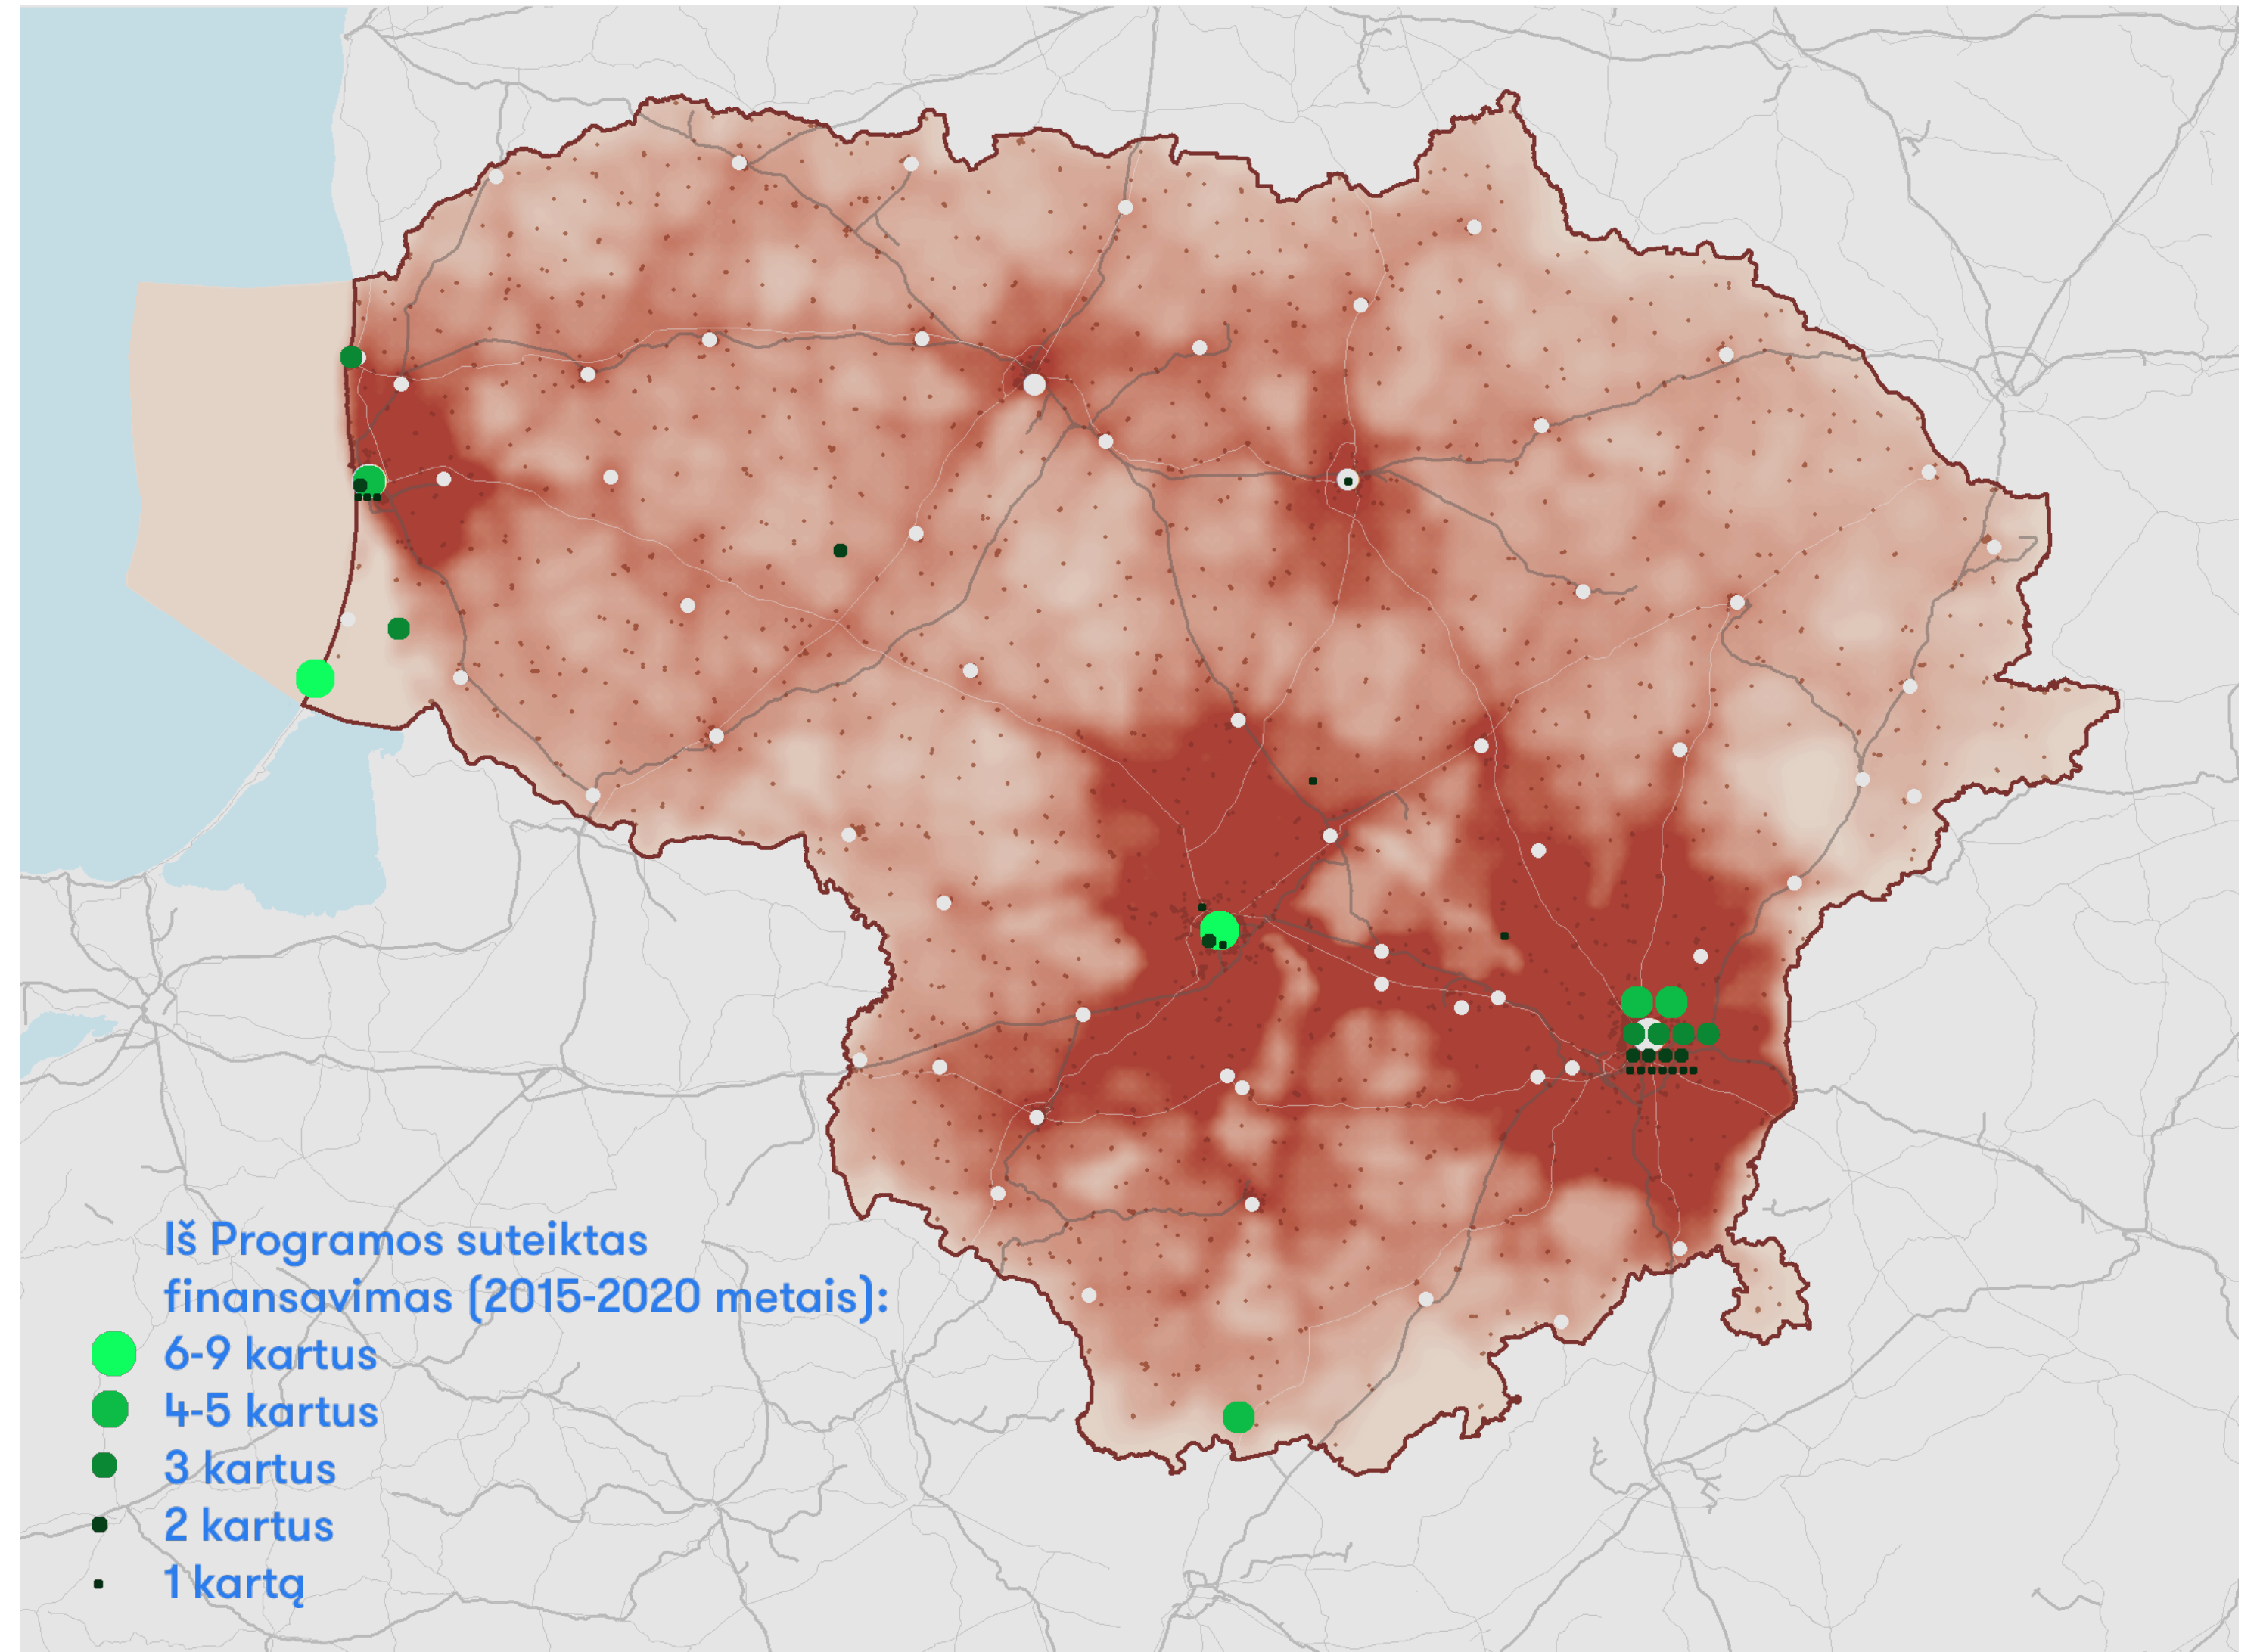 Iš Programos suteiktas
finansavimas (2015-2020 metais):
6-9 kartus
4-5 kartus
3 kartus
2 kartus
1 kartą